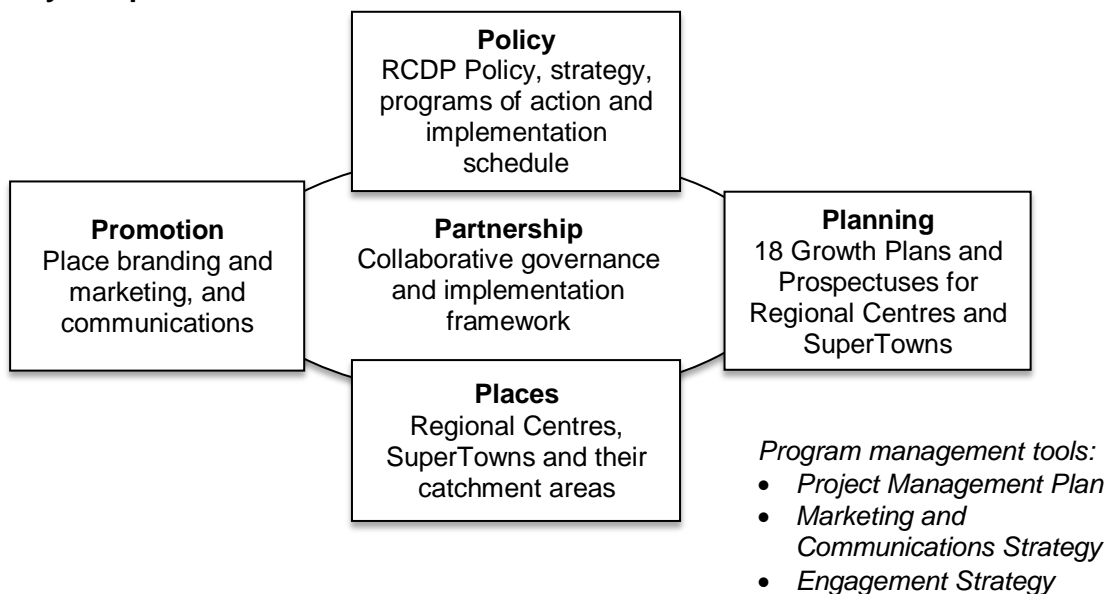 Policy
RCDP Policy, strategy,
programs of action and
implementation
schedule
Promotion
Place branding and
marketing, and
communications
Partnership
Collaborative governance
and implementation
framework
Planning
18 Growth Plans and
Prospectuses for
Regional Centres and
SuperTowns
Places
Regional Centres,
SuperTowns and their
catchment areas
Program management tools:
• Project Management Plan
• Marketing and
Communications Strategy
• Engagement Strategy